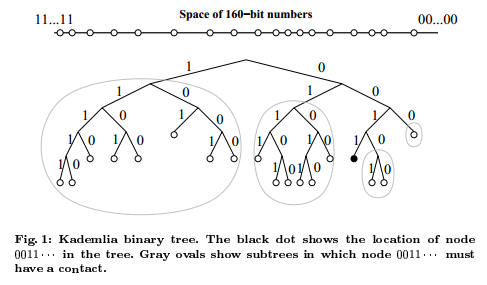 Space of 160-bit numbers
11...11 00...00
1 0
1 0 1 0
1 0 1 0 1 0 1 0
1 0 1 0 1 0 1 0 1 0 1 0
1 0 1 0 1 0 1 0
Fig. 1: Kademlia binary tree. The black dot shows the location of node
0011··· in the tree. Gray ovals show subtrees in which node 0011··· must
have a contact.